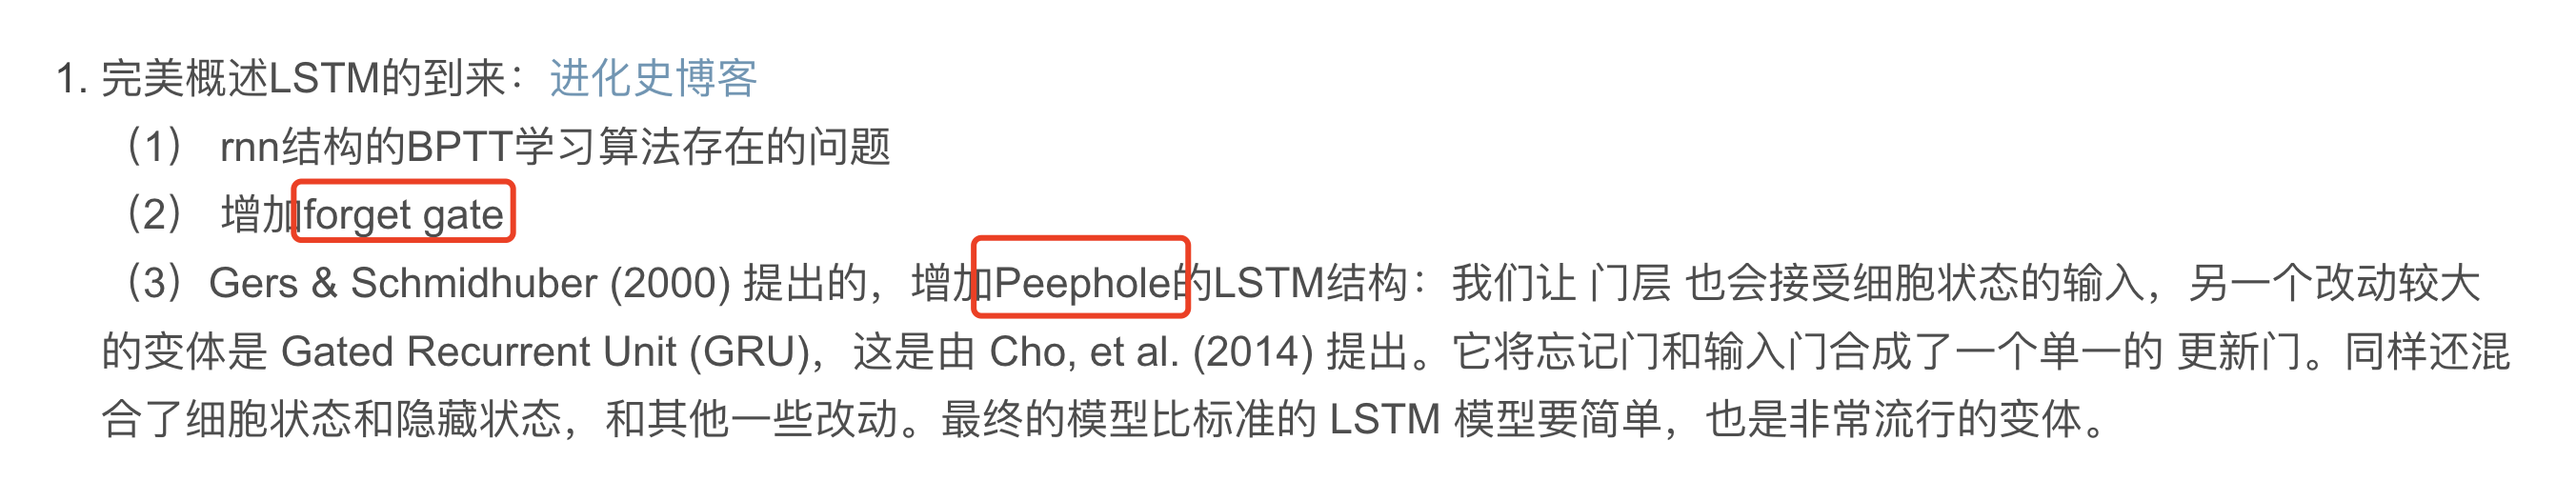 1. 完美概述LSTM的到来：进化史博客
（1） rnn结构的BPTT学习算法存在的问题
（2） 增加forget gate
（3）Gers & Schmidhuber (2000) 提出的，增加Peephole的LSTM结构：我们让 门层 也会接受细胞状态的输入，另一个改动较大
的变体是 Gated Recurrent Unit (GRU)，这是由 Cho, et al. (2014) 提出。它将忘记门和输入门合成了一个单一的 更新门。同样还混
合了细胞状态和隐藏状态，和其他一些改动。最终的模型比标准的 LSTM 模型要简单，也是非常流行的变体。